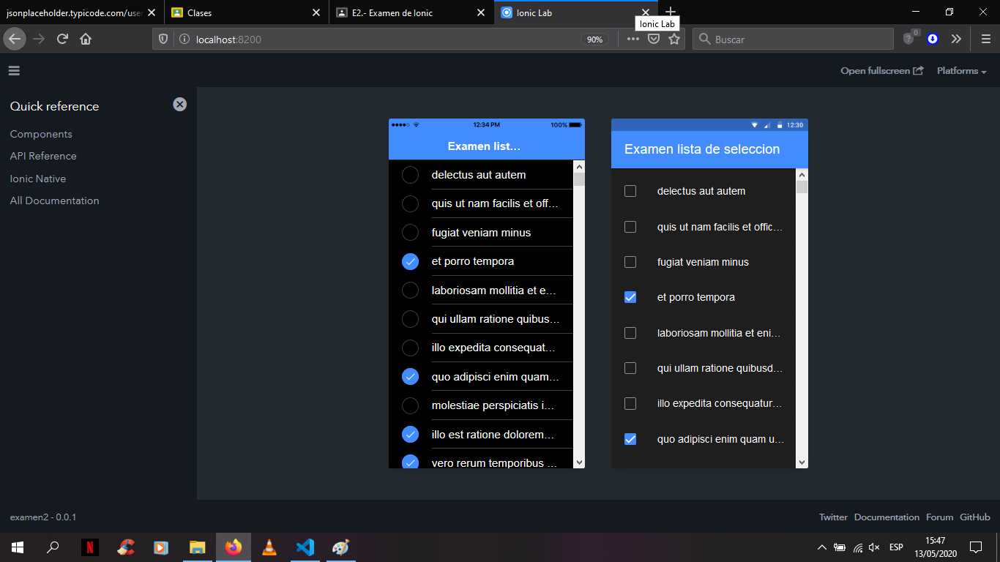 jsonplaceholder.typicode.com/use
Clases
E2.- Examen de Ionic
Ionic Lab
Ionic Lab
localhost:8200
90%
Buscar
0
Open fullscreen
Platforms
Quick reference
Components
API Reference
Ionic Native
All Documentation
12:34 PM
100%
Examen list…
delectus aut autem
quis ut nam facilis et off…
fugiat veniam minus
et porro tempora
laboriosam mollitia et e…
qui ullam ratione quibus…
illo expedita consequat…
quo adipisci enim quam…
molestiae perspiciatis i…
illo est ratione dolorem…
vero rerum temporibus …
12:30
Examen lista de seleccion
delectus aut autem
quis ut nam facilis et offic…
fugiat veniam minus
et porro tempora
laboriosam mollitia et eni…
qui ullam ratione quibusd…
illo expedita consequatur…
quo adipisci enim quam u…
examen2 - 0.0.1
Twitter
Documentation
Forum
GitHub
N
ESP
15:47
13/05/2020